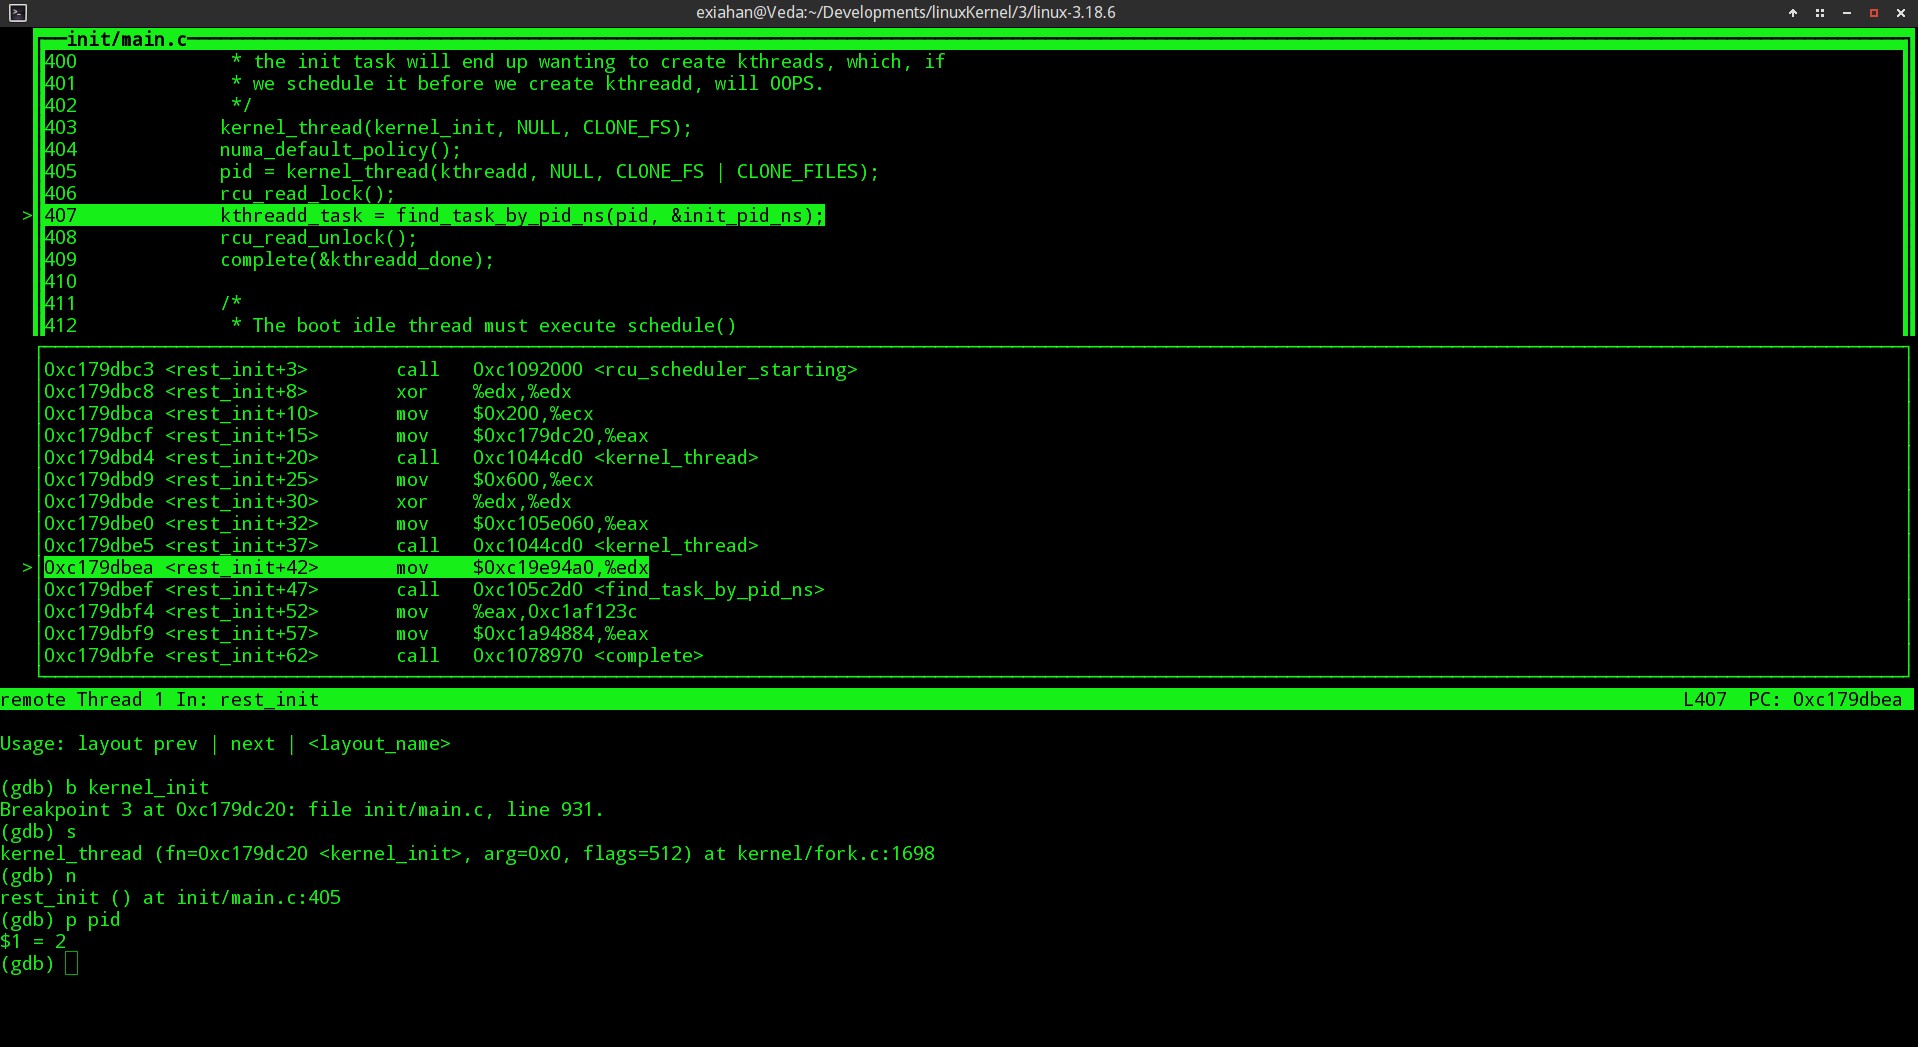 exiahan@Veda:~/Developments/linuxKernel/3/linux-3.18.6
init/main.c
400 * the init task will end up wanting to create kthreads, which, if
401 * we schedule it before we create kthreadd, will OOPS.
402 */
403 kernel_thread(kernel_init, NULL, CLONE_FS);
404 numa_default_policy();
405 pid = kernel_thread(kthreadd, NULL, CLONE_FS | CLONE_FILES);
406 rcu_read_lock();
>407 kthreadd_task = find_task_by_pid_ns(pid, &init_pid_ns);
408 rcu_read_unlock();
409 complete(&kthreadd_done);
410
411 /*
412 * The boot idle thread must execute schedule()
0xc179dbc3 <rest_init+3> call 0xc1092000 <rcu_scheduler_starting>
0xc179dbc8 <rest_init+8> xor %edx,%edx
0xc179dbca <rest_init+10> mov $0x200,%ecx
0xc179dbcf <rest_init+15> mov $0xc179dc20,%eax
0xc179dbd4 <rest_init+20> call 0xc1044cd0 <kernel_thread>
0xc179dbd9 <rest_init+25> mov $0x600,%ecx
0xc179dbde <rest_init+30> xor %edx,%edx
0xc179dbe0 <rest_init+32> mov $0xc105e060,%eax
0xc179dbe5 <rest_init+37> call 0xc1044cd0 <kernel_thread>
>0xc179dbea <rest_init+42> mov $0xc19e94a0,%edx
0xc179dbef <rest_init+47> call 0xc105c2d0 <find_task_by_pid_ns>
0xc179dbf4 <rest_init+52> mov %eax,0xc1af123c
0xc179dbf9 <rest_init+57> mov $0xc1a94884,%eax
0xc179dbfe <rest_init+62> call 0xc1078970 <complete>
remote Thread 1 In: rest_init L407 PC: 0xc179dbea
Usage: layout prev | next | <layout_name>
(gdb) b kernel_init
Breakpoint 3 at 0xc179dc20: file init/main.c, line 931.
(gdb) s
kernel_thread (fn=0xc179dc20 <kernel_init>, arg=0x0, flags=512) at kernel/fork.c:1698
(gdb) n
rest_init () at init/main.c:405
(gdb) p pid
$1 = 2
(gdb)